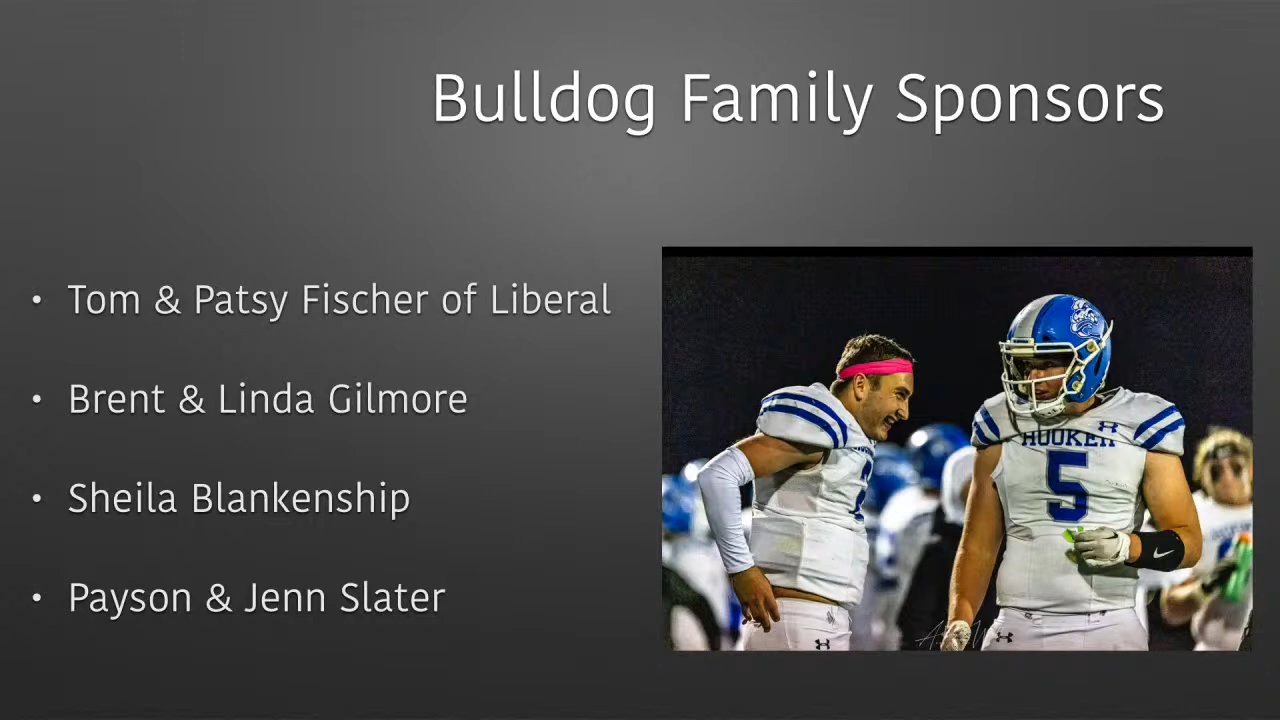 Bulldog Family Sponsors
• Tom & Patsy Fischer of Liberal
• Brent & Linda Gilmore
• Sheila Blankenship
• Payson & Jenn Slater
HOOKER
5